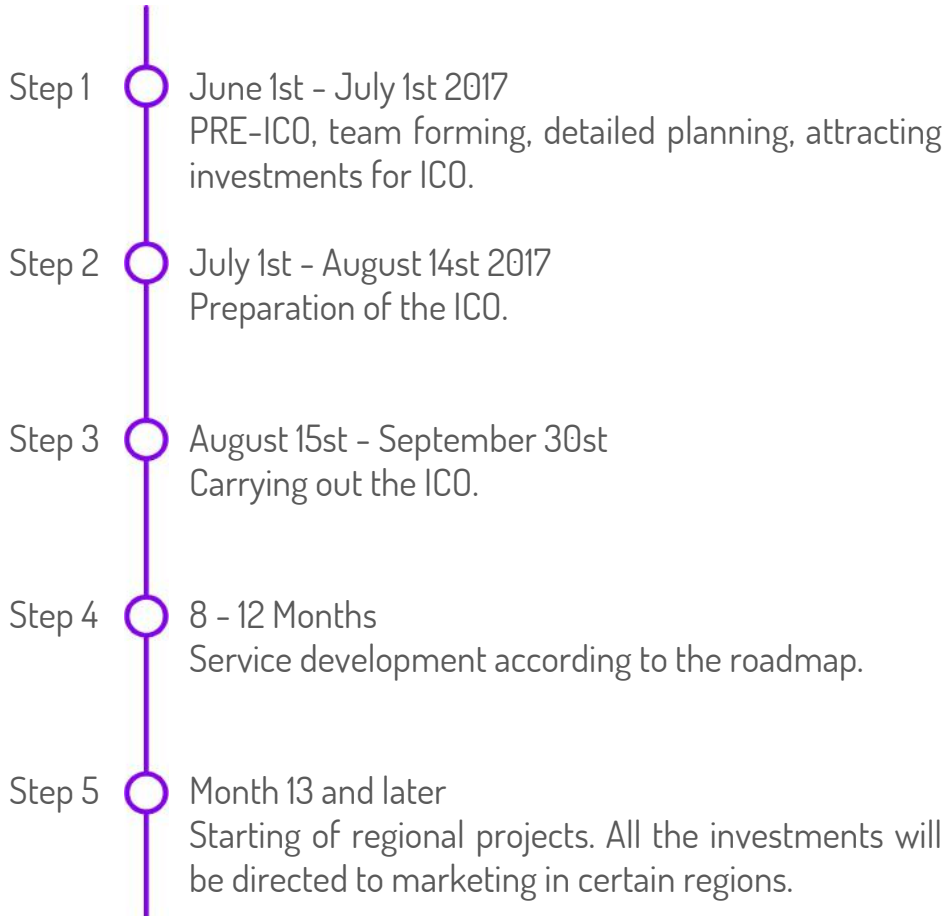 Step 1
June 1st - July 1st 2017
PRE-ICO, team forming, detailed planning, attracting
investments for ICO.
Step 2
July 1st - August 14st 2017
Preparation of the ICO.
Step 3
August 15st - September 30st
Carrying out the ICO.
Step 4
8 - 12 Months
Service development according to the roadmap.
Step 5
Month 13 and later
Starting of regional projects. All the investments will
be directed to marketing in certain regions.